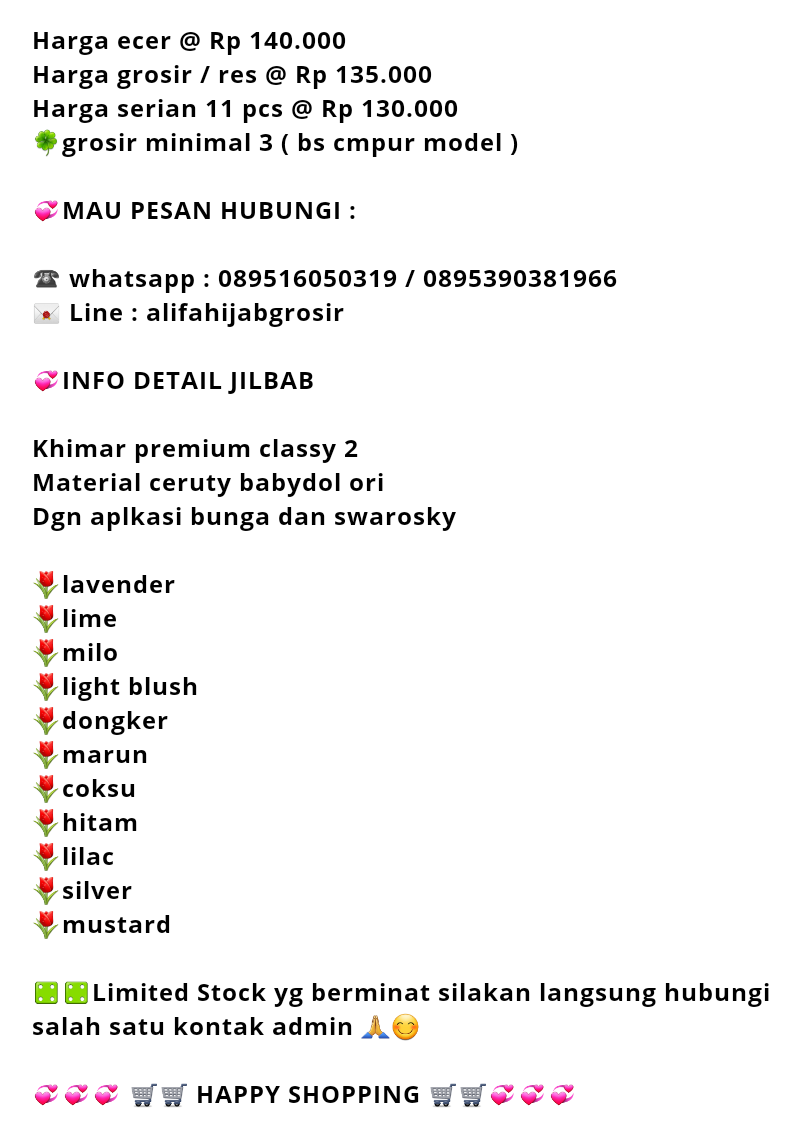 Harga ecer @ Rp 140.000
Harga grosir / res @ Rp 135.000
Harga serian 11 pcs @ Rp 130.000
🍀grosir minimal 3 ( bs cmpur model )
💞MAU PESAN HUBUNGI :
☎ whatsapp : 089516050319 / 0895390381966
💌 Line : alifahijabgrosir
💞INFO DETAIL JILBAB
Khimar premium classy 2
Material ceruty babydol ori
Dgn aplkasi bunga dan swarosky
🌷lavender
🌷lime
🌷milo
🌷light blush
🌷dongker
🌷marun
🌷coksu
🌷hitam
🌷lilac
🌷silver
🌷mustard
🍀🍀Limited Stock yg berminat silakan langsung hubungi
salah satu kontak admin 🙏😊
💞💞💞 🛒🛒 HAPPY SHOPPING 🛒🛒💞💞💞